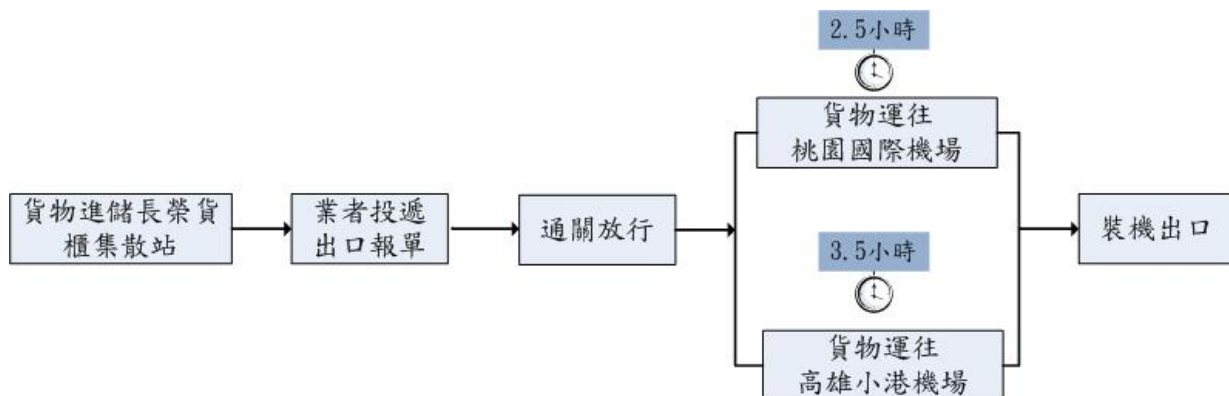 2.5小時
貨物運往
桃園國際機場
貨物進儲長榮貨
櫃集散站
業者投遞
出口報單
通關放行
3.5小時
貨物運往
高雄小港機場
裝機出口